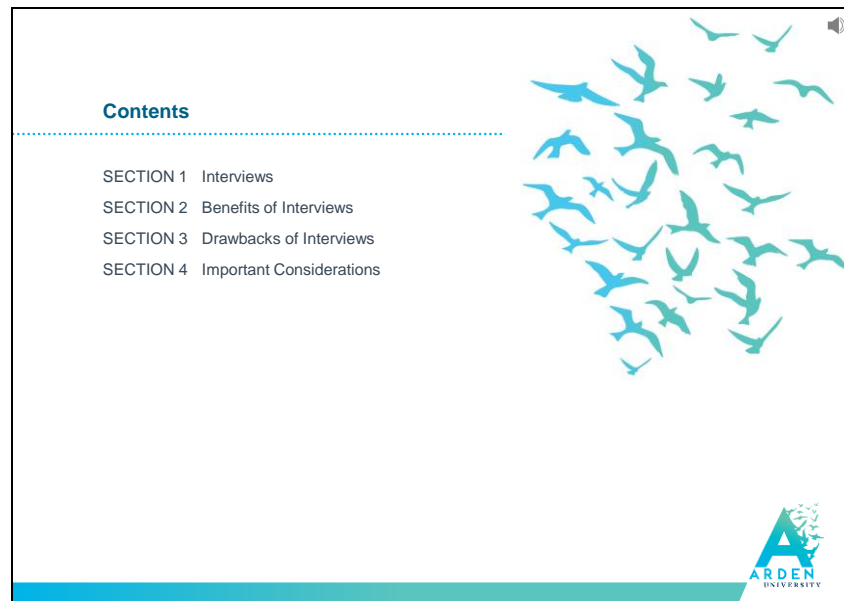 Contents
SECTION 1 Interviews
SECTION 2 Benefits of Interviews
SECTION 3 Drawbacks of Interviews
SECTION 4 Important Considerations
ARDEN
UNIVERSITY